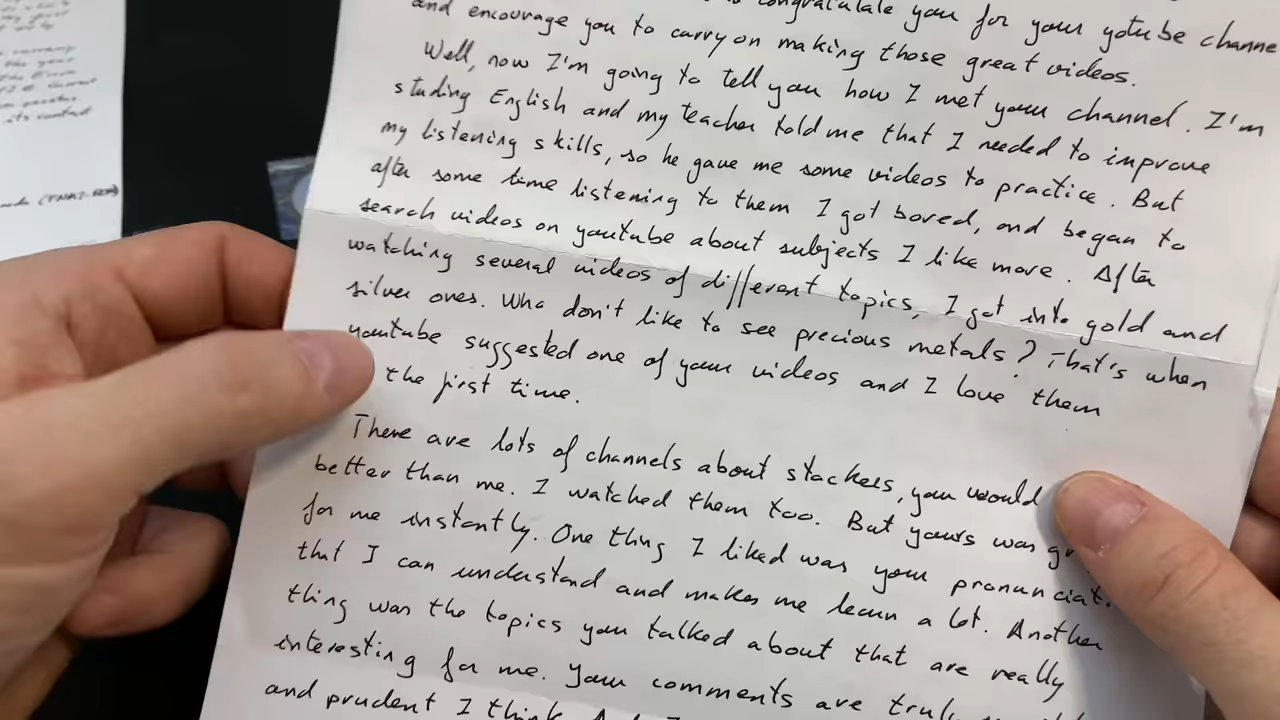 congratulate you for your yotube channe
and encourage you to carry on making those great videos.
Well, now I'm going to tell you how I met your channel. I'm
studing English and my teacher told me that I needed to improve
my listening skills, so he gave me some videos to practice. But
after some time listening to them I got bored, and began to
search videos on youtube about subjects I like more. After
watching several videos of different topics, I got into gold and
silver ones. Who don't like to see precious metals? That's when
youtube suggested one of your videos and I love them
the first time.
There are lots of channels about stackers, you would
better than me. I watched them too. But yours was
for me instantly. One thing I liked was your pronunciat
that I can understand and makes me learn a lot. Another
thing was the topics you talked about that are really
interesting for me. Your comments are
and prudent I think.